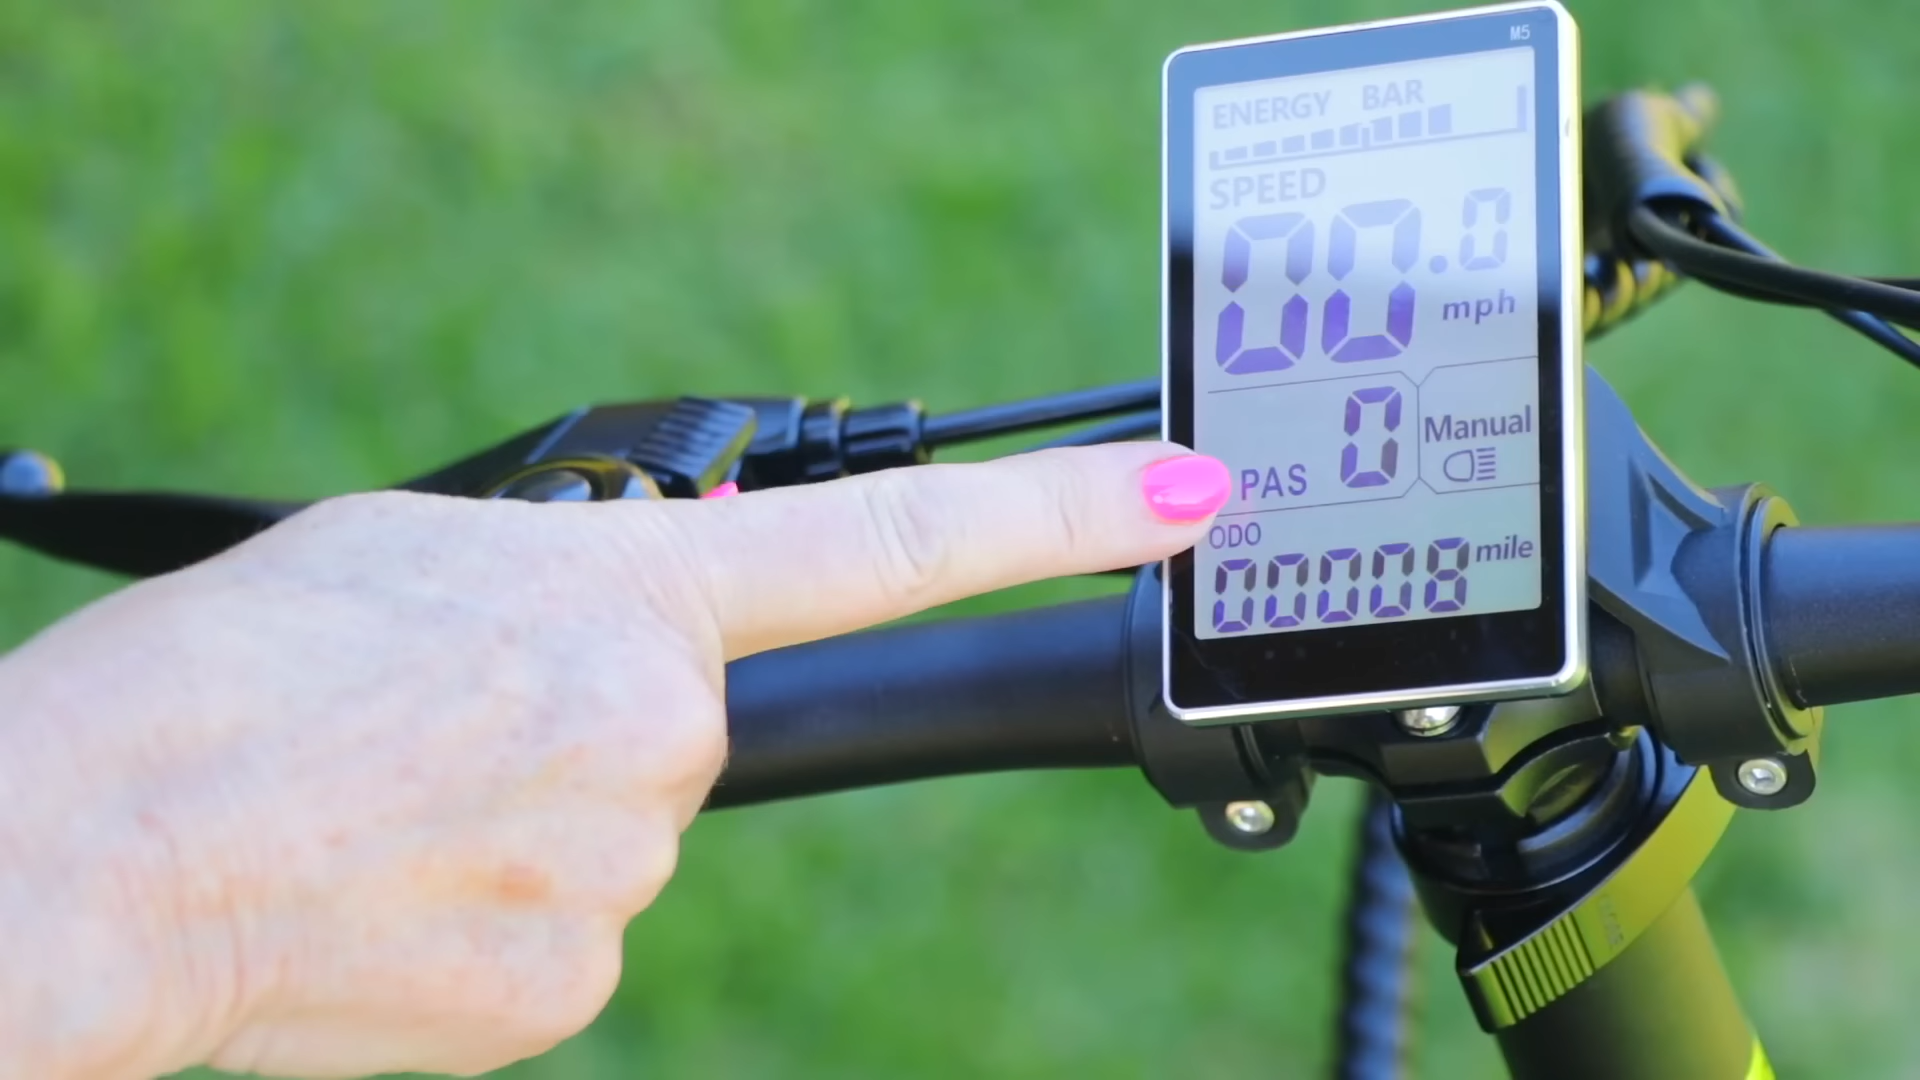 M5
ENERGY BAR
SPEED
00.0
mph
0
Manual
PAS
ODO
00008 mile